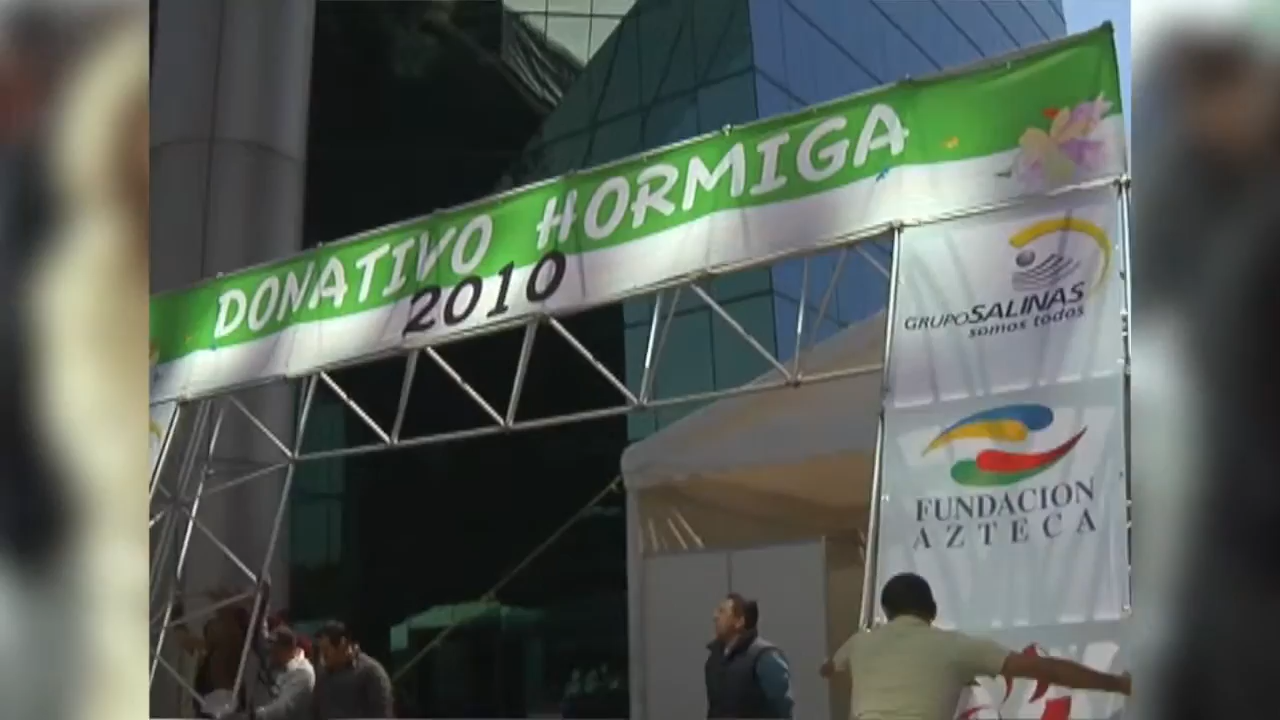 DONATIVO HORMIGA
2010
GRUPOSALINAS
somos todos
FUNDACION
AZTECA